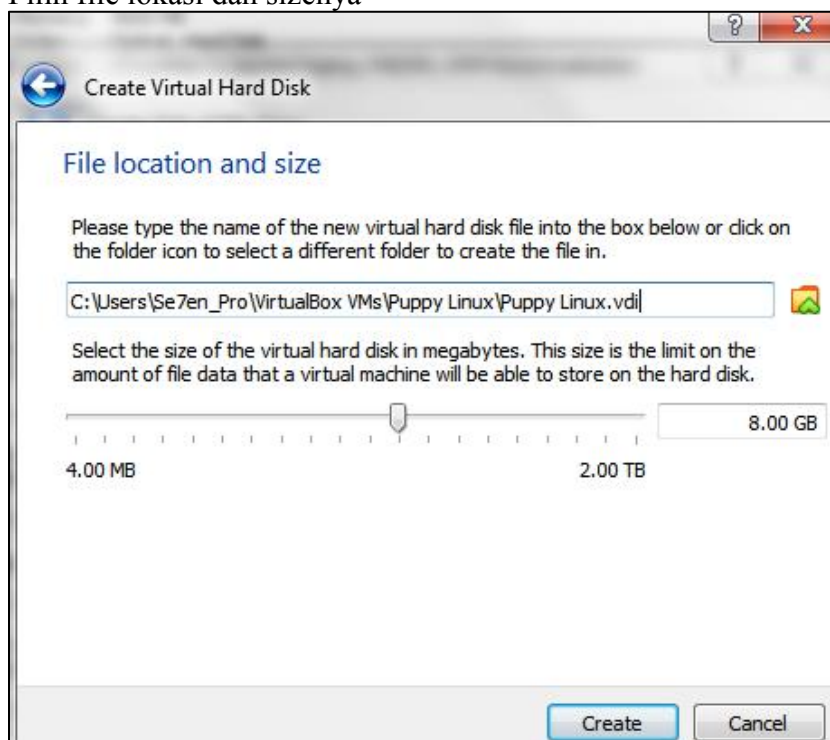 Pilih file lokasi dan sizenya
Create Virtual Hard Disk
File location and size
Please type the name of the new virtual hard disk file into the box below or click on
the folder icon to select a different folder to create the file in.
C:\Users\Se7en_Pro\VirtualBox VMs\Puppy Linux\Puppy Linux.vdi
Select the size of the virtual hard disk in megabytes. This size is the limit on the
amount of file data that a virtual machine will be able to store on the hard disk.
8.00 GB
4.00 MB 2.00 TB
Create Cancel